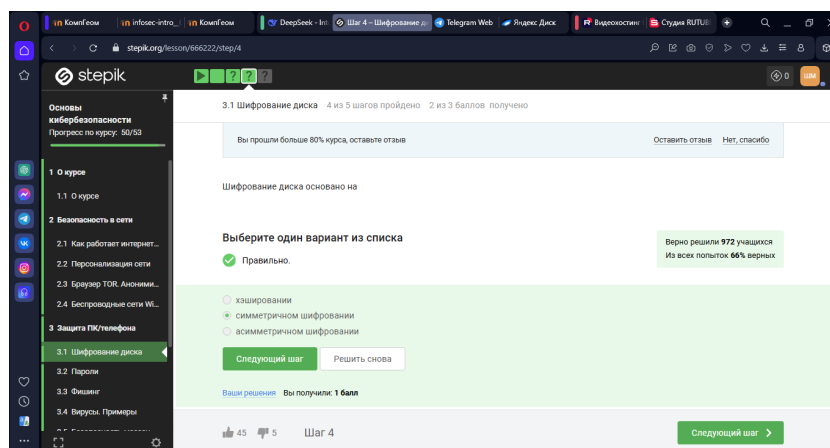 КомпГеом
infosec-intro_
КомпГеом
DeepSeek - Int
Шаг 4 – Шифрование ди
Telegram Web
Яндекс Диск
Видеохостинг
Студия RUTUB
stepik.org/lesson/666222/step/4
stepik
0
ШМ
Основы
кибербезопасности
Прогресс по курсу: 50/53
1 О курсе
1.1 О курсе
2 Безопасность в сети
2.1 Как работает интернет...
2.2 Персонализация сети
2.3 Браузер TOR. Аноними...
2.4 Беспроводные сети Wi...
3 Защита ПК/телефона
3.1 Шифрование диска
3.2 Пароли
3.3 Фишинг
3.4 Вирусы. Примеры
3.1 Шифрование диска 4 из 5 шагов пройдено 2 из 3 баллов получено
Вы прошли больше 80% курса, оставьте отзыв
Оставить отзыв Нет, спасибо
Шифрование диска основано на
Выберите один вариант из списка
Правильно.
Верно решили 972 учащихся
Из всех попыток 66% верных
хэшировании
симметричном шифровании
асимметричном шифровании
Следующий шаг
Решить снова
Ваши решения Вы получили: 1 балл
45 5 Шаг 4
Следующий шаг